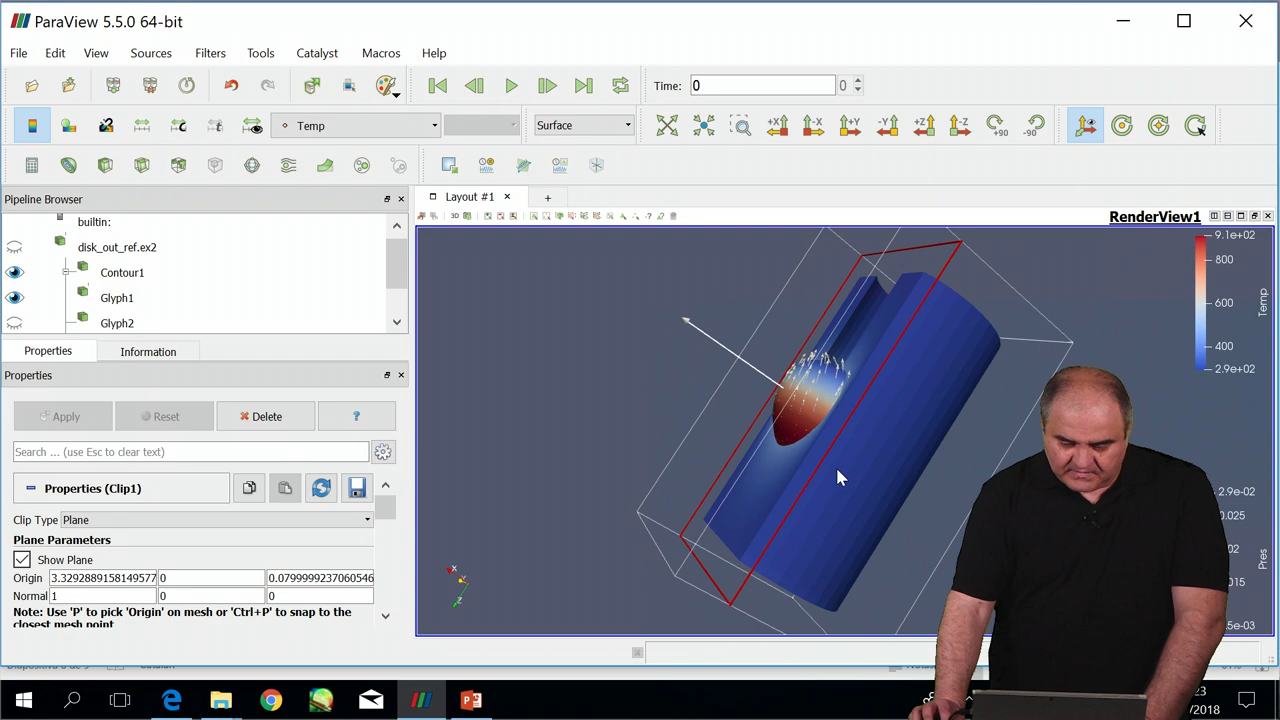 ParaView 5.5.0 64-bit
File Edit View Sources Filters Tools Catalyst Macros Help
Time: 0 0
Temp Surface +X -X +Y -Y +Z -Z +90 -90
Pipeline Browser
Layout #1
builtin:
3D RenderView1
disk_out_ref.ex2
Contour1
Glyph1
Glyph2
Properties Information
Properties
Apply Reset Delete ?
Search ... (use Esc to clear text)
Properties (Clip1)
Clip Type Plane
Plane Parameters
Show Plane
Origin 3.3292889158149577 0 0.0799999237060546
Normal 1 0 0
Note: Use 'P' to pick 'Origin' on mesh or 'Ctrl+P' to snap to the
closest mesh point
9.1e+02
800
600
400
2.9e+02
Temp
2.9e-02
0.025
02
015
5e-03
Pres
X
Y
Z
23
2018